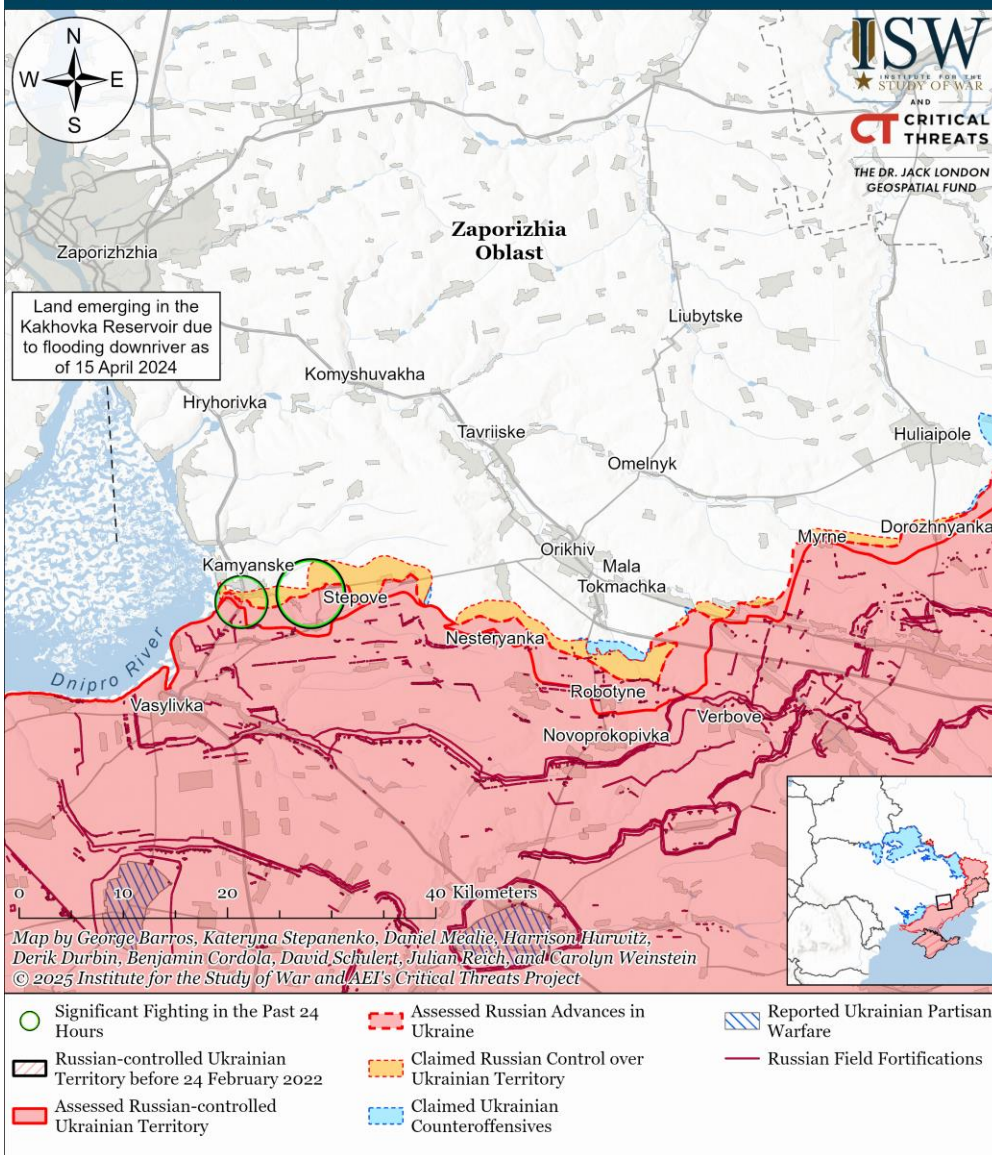 N
W E
S
ISW
INSTITUTE FOR THE
STUDY OF WAR
AND
CT CRITICAL
THREATS
THE DR. JACK LONDON
GEOSPATIAL FUND
Zaporizhia
Oblast
Zaporizhzhia
Land emerging in the
Kakhovka Reservoir due
to flooding downriver as
of 15 April 2024
Liubytske
Komyshuvakha
Hryhorivka
Tavriiske
Huliaipole
Omelnyk
Dorozhnyanka
Myrne
Orikhiv
Kamyanske
Mala
Tokmachka
Stepove
Nesteryanka
Dnipro River
Robotyne
Vasylivka
Verbove
Novoprokopivka
0 10 20 40 Kilometers
Map by George Barros, Kateryna Stepanenko, Daniel Mealie, Harrison Hurwitz,
Derik Durbin, Benjamin Cordola, David Schulert, Julian Reich, and Carolyn Weinstein
© 2025 Institute for the Study of War and AEI's Critical Threats Project
Significant Fighting in the Past 24
Hours
Russian-controlled Ukrainian
Territory before 24 February 2022
Assessed Russian-controlled
Ukrainian Territory
Assessed Russian Advances in
Ukraine
Claimed Russian Control over
Ukrainian Territory
Claimed Ukrainian
Counteroffensives
Reported Ukrainian Partisan
Warfare
Russian Field Fortifications